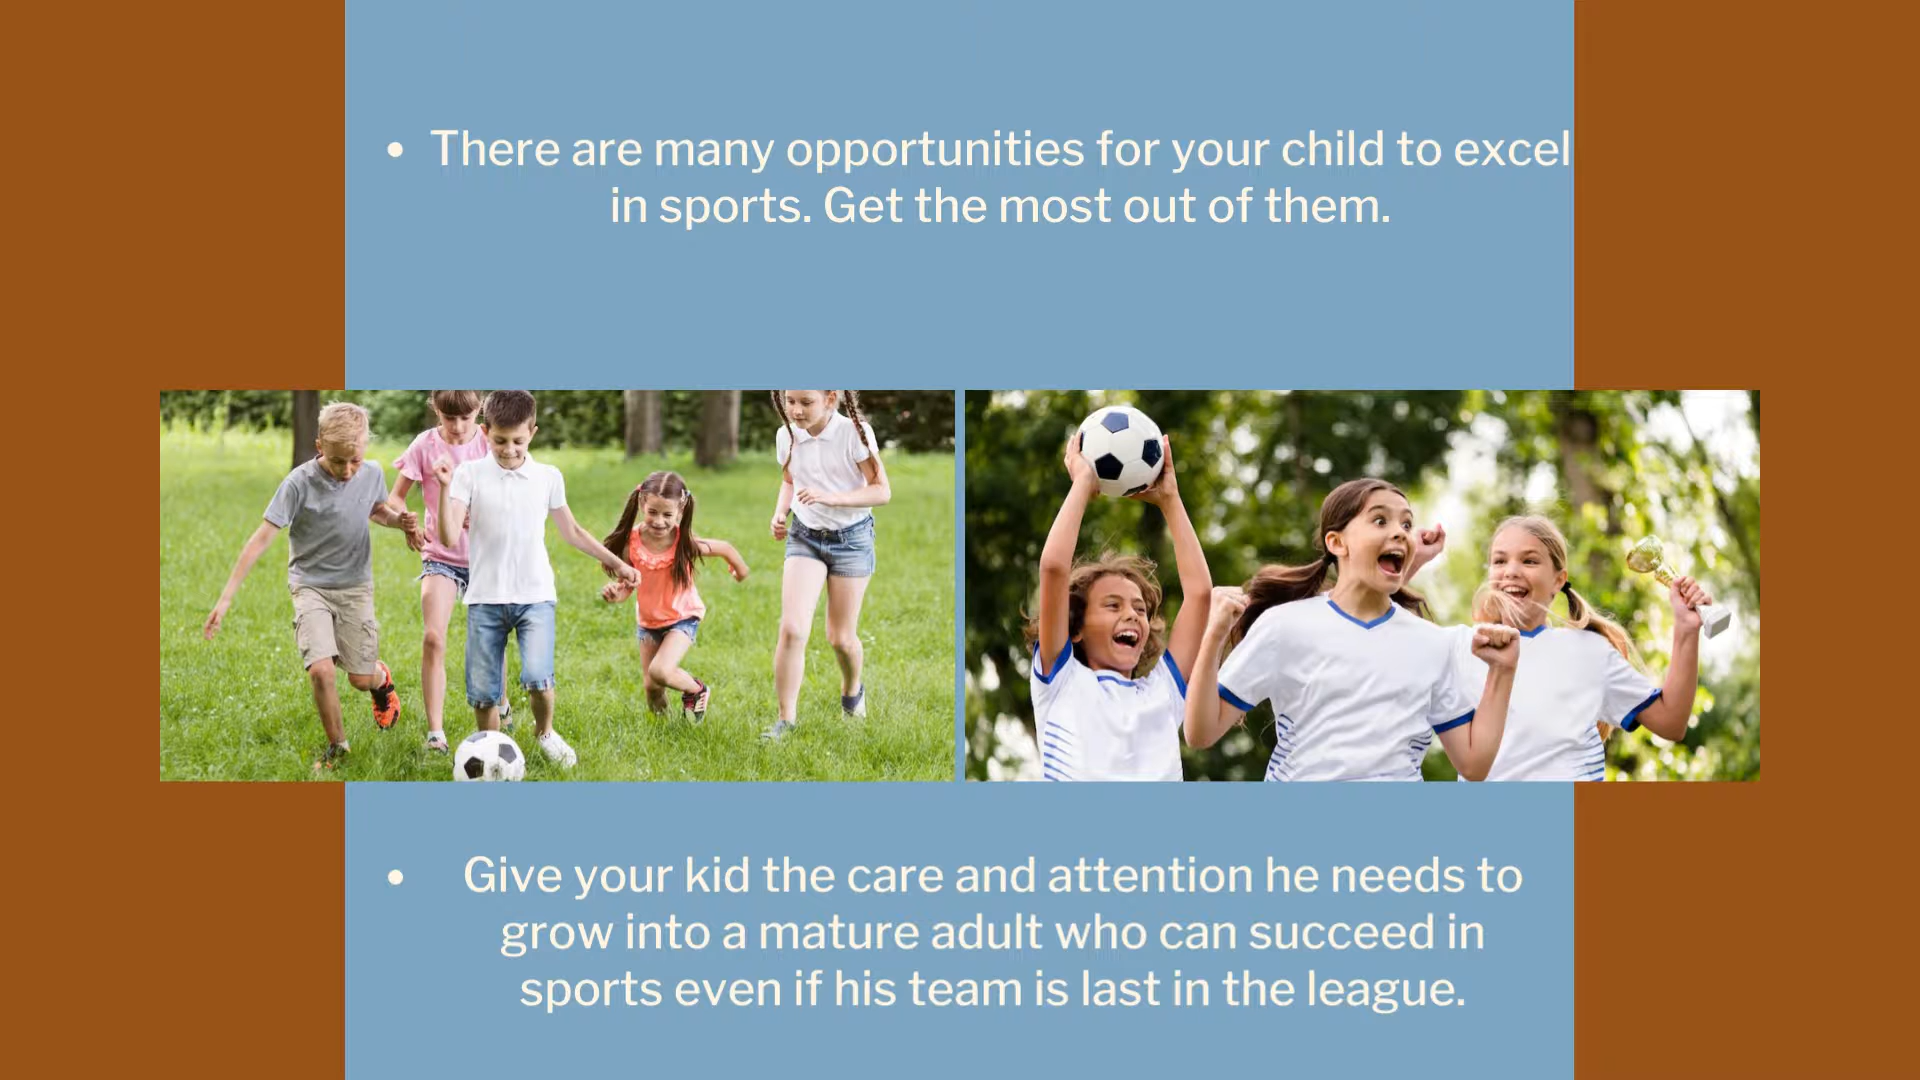 • There are many opportunities for your child to excel
in sports. Get the most out of them.
• Give your kid the care and attention he needs to
grow into a mature adult who can succeed in
sports even if his team is last in the league.